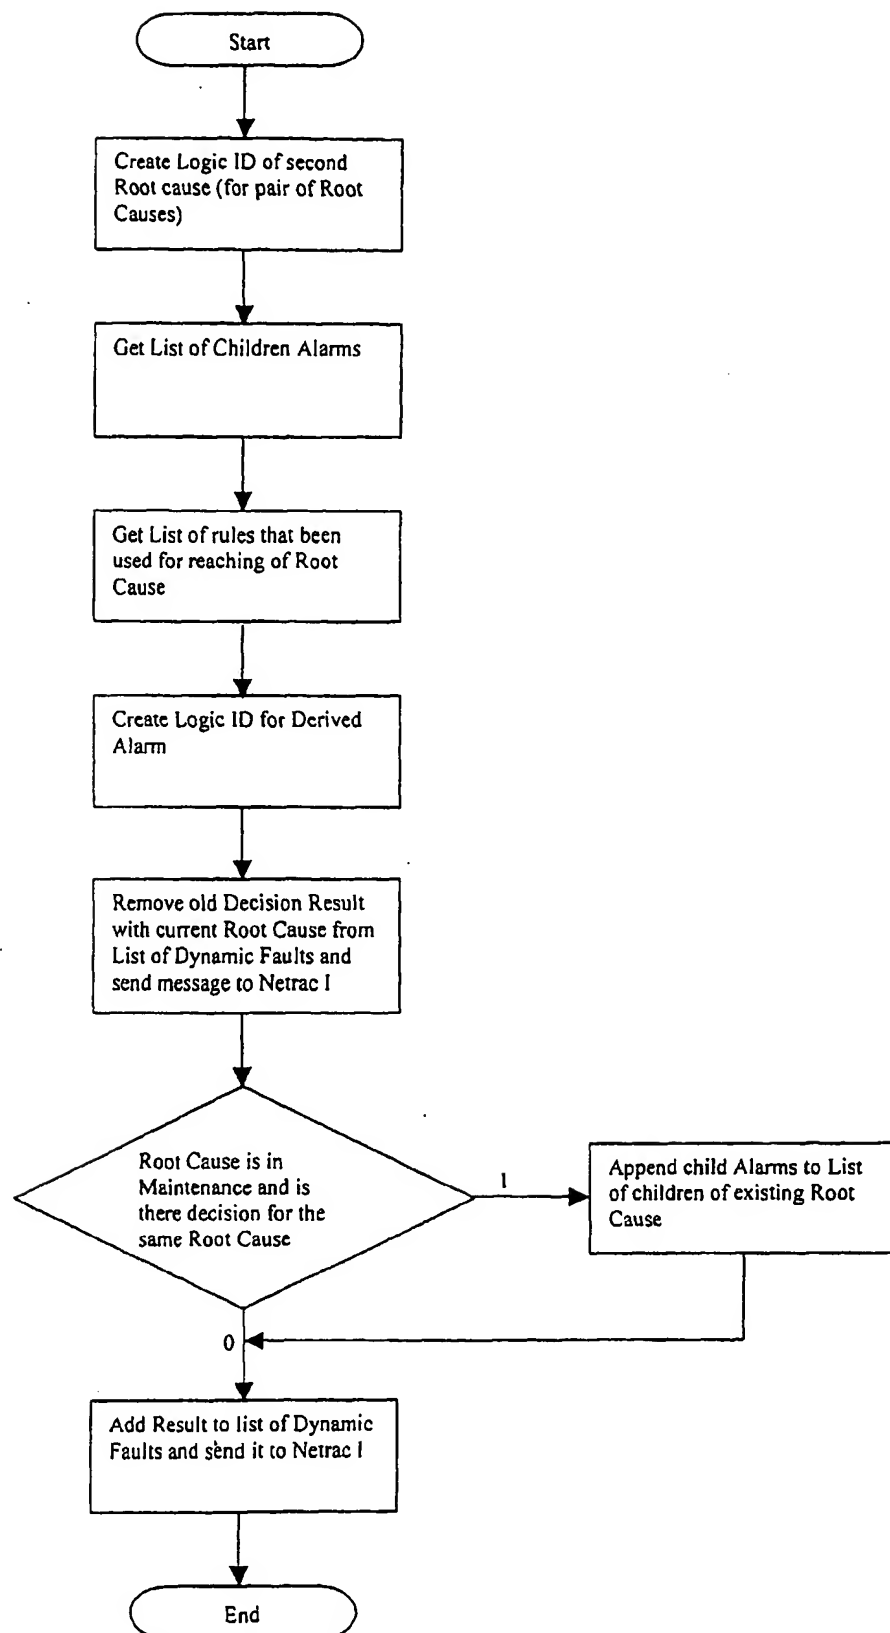 Start
Create Logic ID of second
Root cause (for pair of Root
Causes)
Get List of Children Alarms
Get List of rules that been
used for reaching of Root
Cause
Create Logic ID for Derived
Alarm
Remove old Decision Result
with current Root Cause from
List of Dynamic Faults and
send message to Netrac I
Root Cause is in
Maintenance and is
there decision for the
same Root Cause
1
Append child Alarms to List
of children of existing Root
Cause
0
Add Result to list of Dynamic
Faults and send it to Netrac I
End